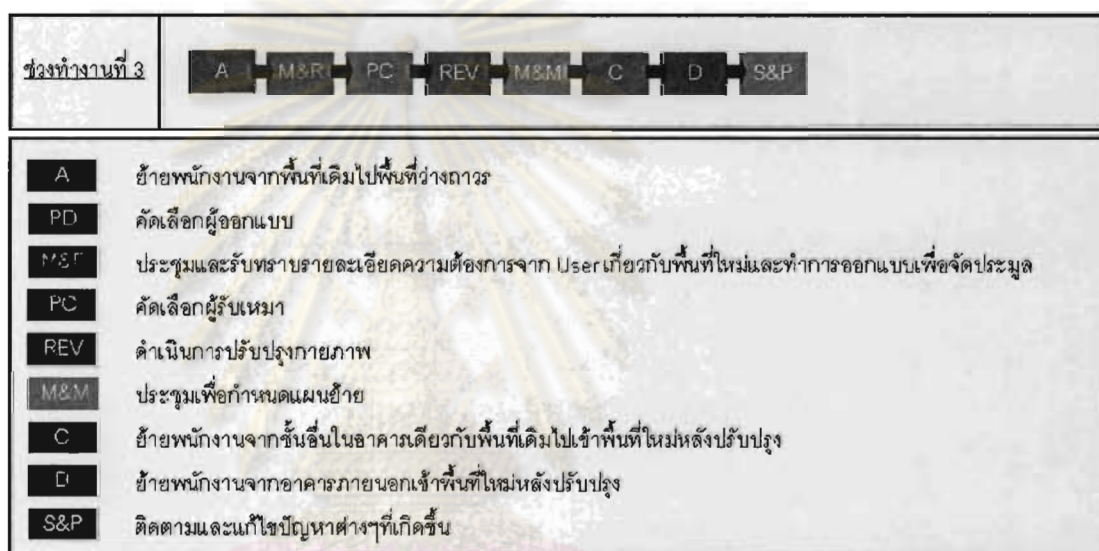 ช่วงทำงานที่ 3
A M&R PC REV M&M C D S&P
A ย้ายพนักงานจากพื้นที่เดิมไปพื้นที่ว่างถาวร
PD คัดเลือกผู้ออกแบบ
ประชุมและรับทราบรายละเอียดความต้องการจาก User เกี่ยวกับพื้นที่ใหม่และทำการออกแบบเพื่อจัดประมูล
PC คัดเลือกผู้รับเหมา
REV ดำเนินการปรับปรุงกายภาพ
M&M ประชุมเพื่อกำหนดแผนย้าย
C ย้ายพนักงานจากชั้นอื่นในอาคารเดียวกับพื้นที่เดิมไปเข้าพื้นที่ใหม่หลังปรับปรุง
D ย้ายพนักงานจากอาคารภายนอกเข้าพื้นที่ใหม่หลังปรับปรุง
S&P ติดตามและแก้ไขปัญหาต่างๆที่เกิดขึ้น